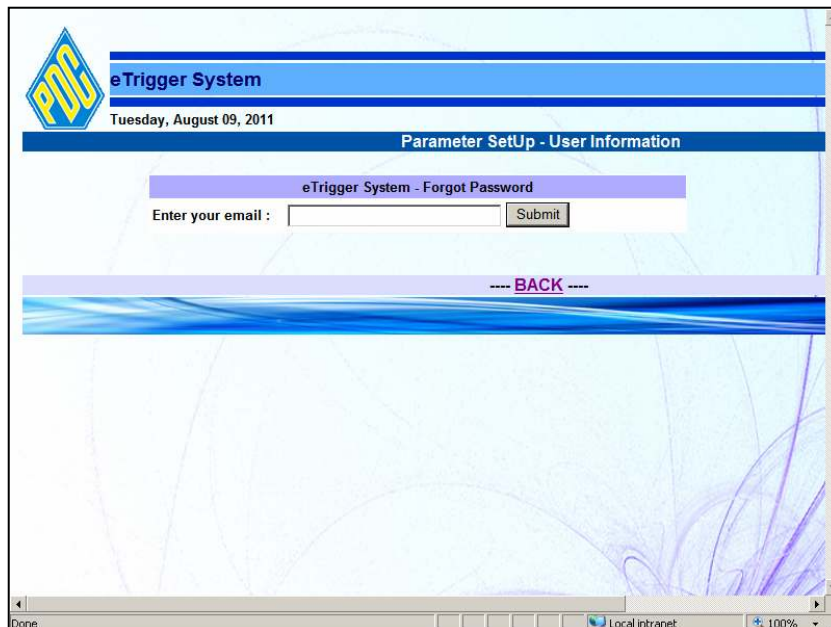 PDC
eTrigger System
Tuesday, August 09, 2011
Parameter SetUp - User Information
eTrigger System - Forgot Password
Enter your email :
Submit
---- BACK ----
Done
Local intranet
100%